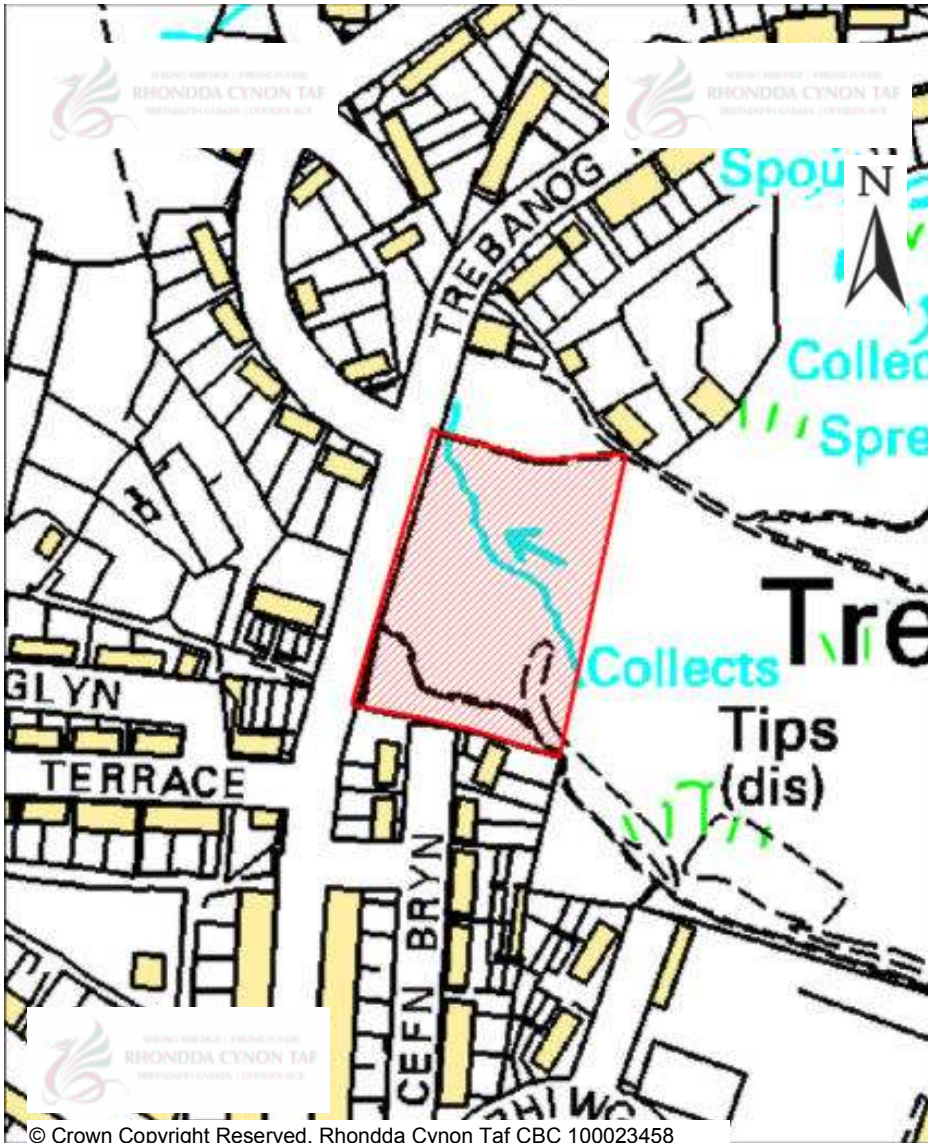 RHONDDA CYNON TAF
RHONDDA CYNON TAF
TREBANOG
Spou
N
Collec
Spre
Tre
Collects
Tips
(dis)
GLYN
TERRACE
CEFN BRYN
RHONDDA CYNON TAF
© Crown Copyright Reserved. Rhondda Cynon Taf CBC 100023458